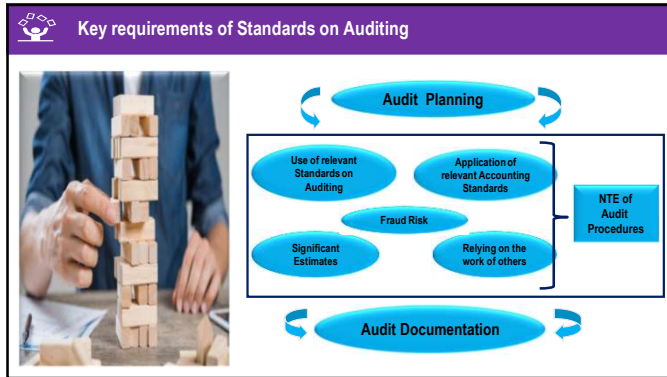 Key requirements of Standards on Auditing
Audit Planning
Use of relevant
Standards on
Auditing
Application of
relevant Accounting
Standards
Fraud Risk
Significant
Estimates
Relying on the
work of others
NTE of
Audit
Procedures
Audit Documentation